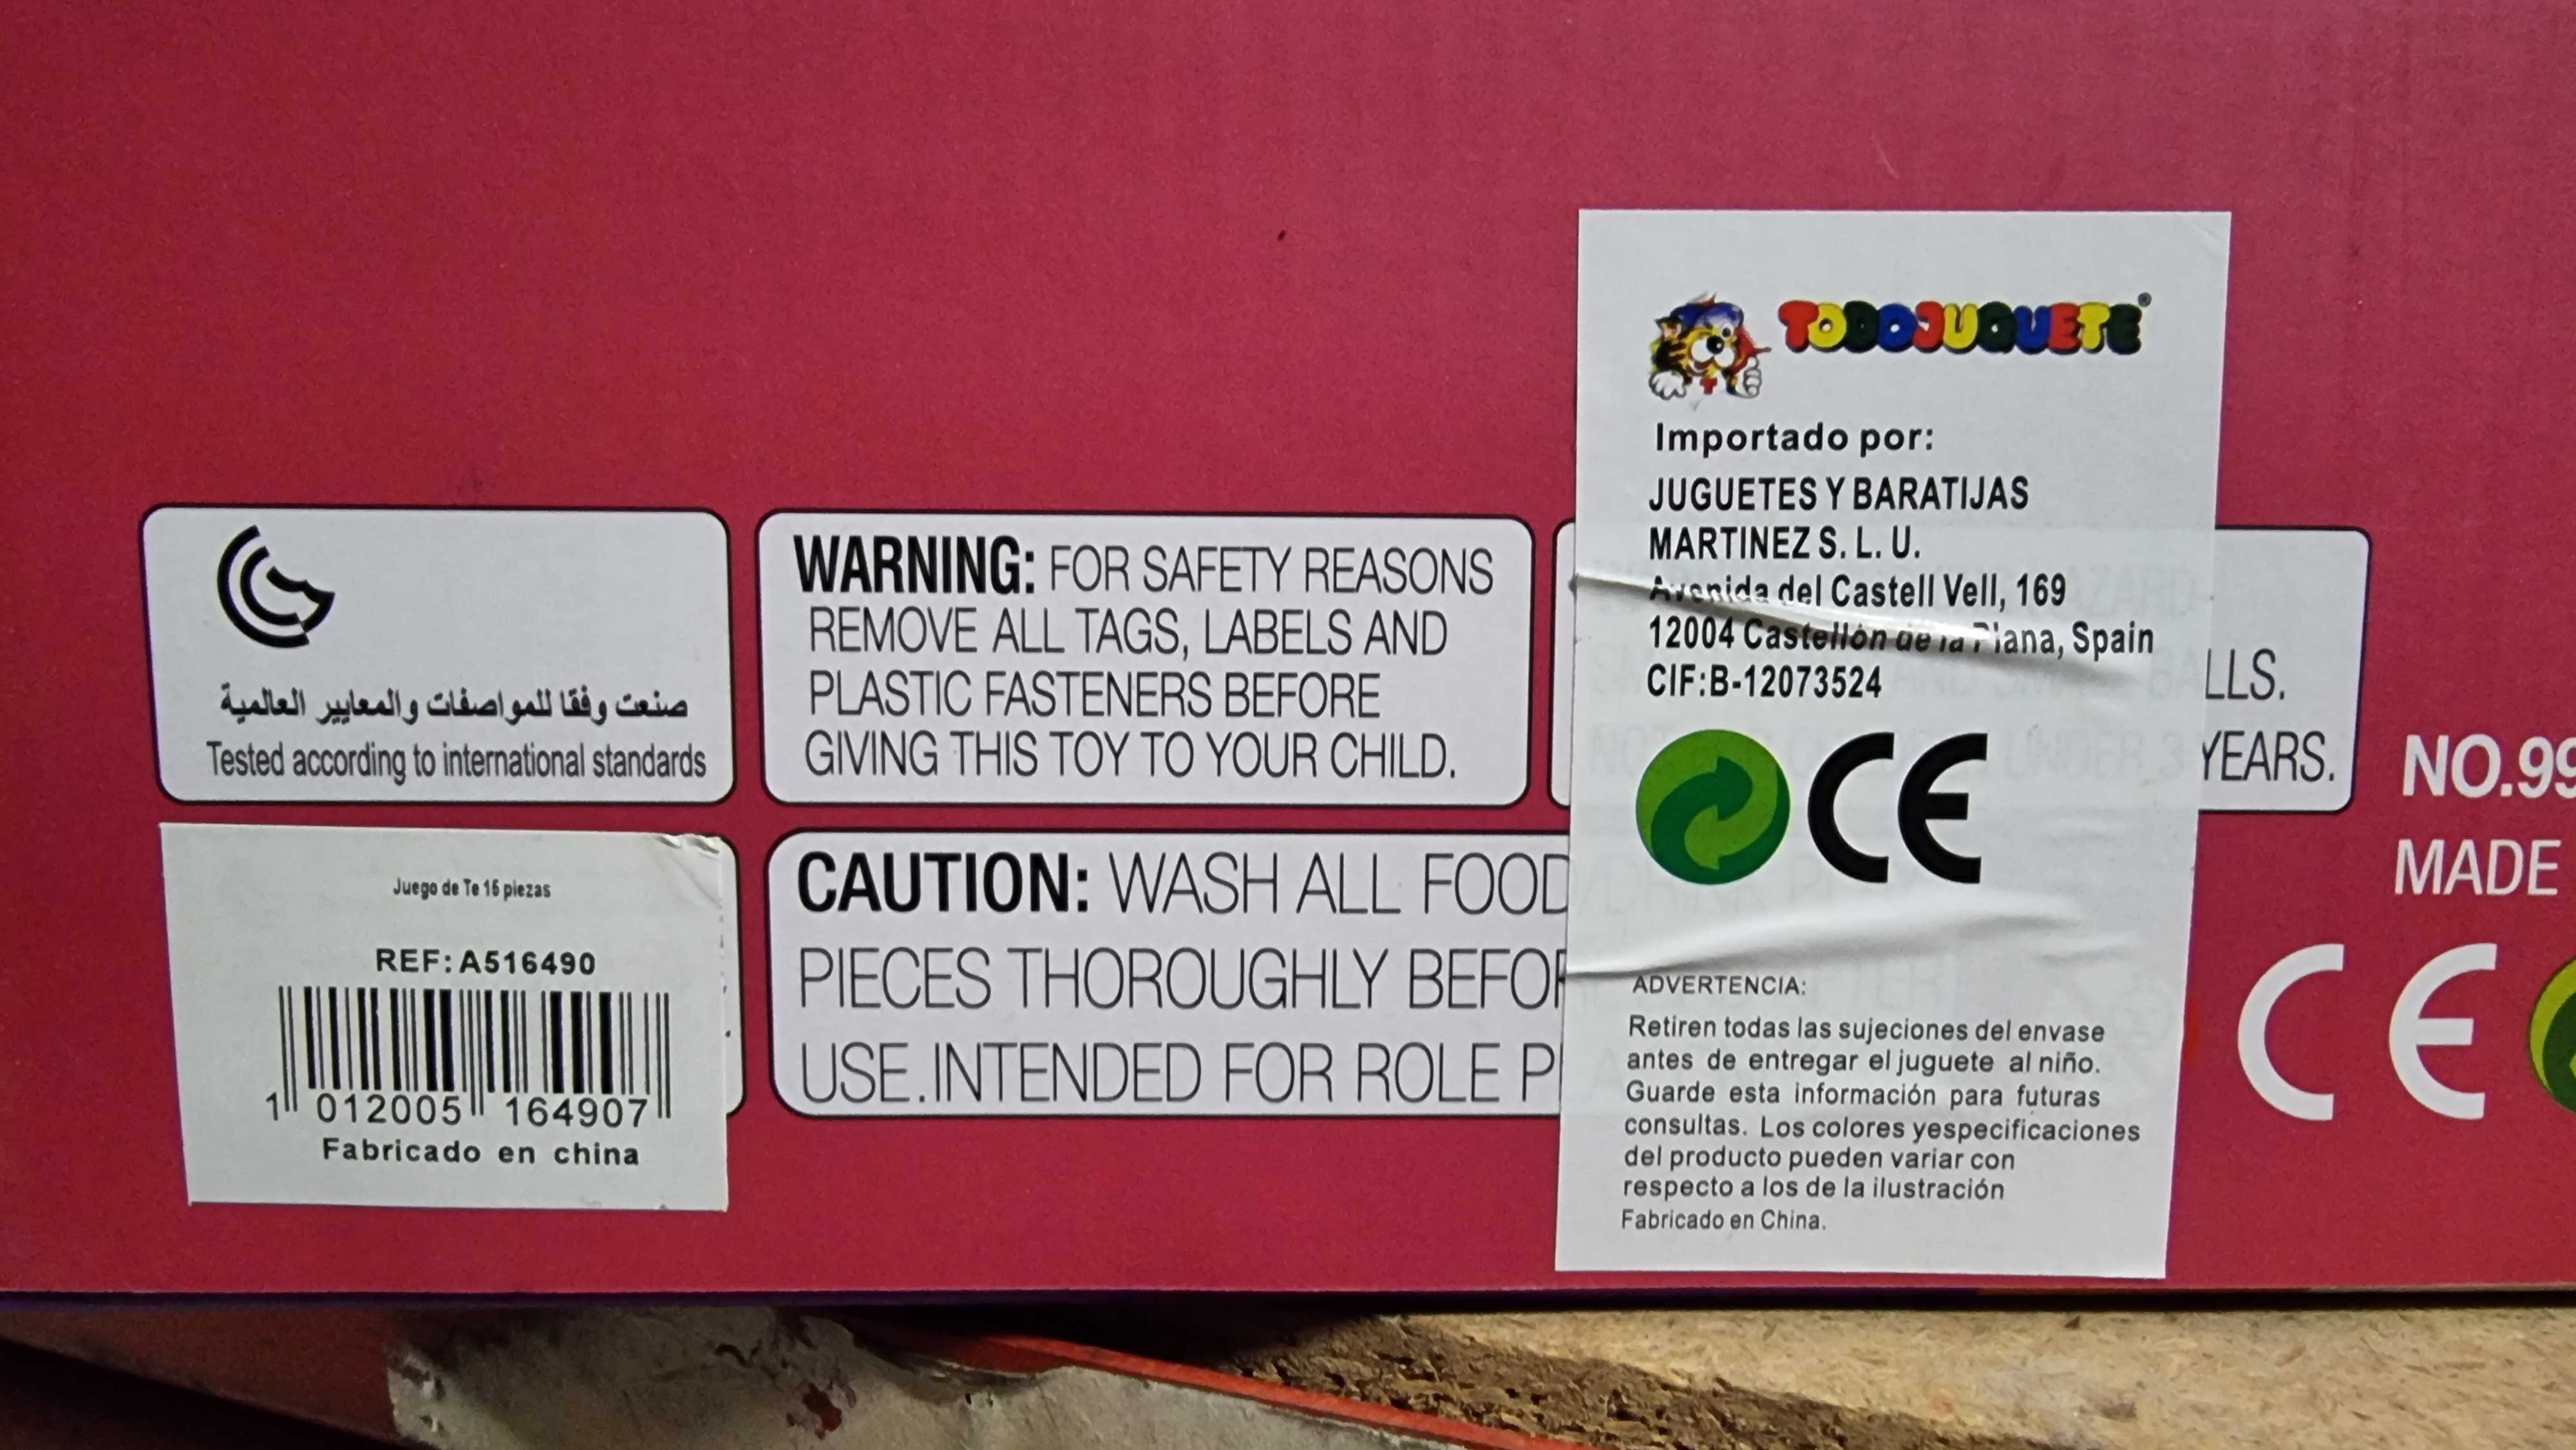 صنعت وفقا للمواصفات والمعايير العالمية
Tested according to international standards
WARNING: FOR SAFETY REASONS
REMOVE ALL TAGS, LABELS AND
PLASTIC FASTENERS BEFORE
GIVING THIS TOY TO YOUR CHILD.
LLS.
YEARS.
Juego de Te 16 piezas
REF:A516490
1 012005 164907
Fabricado en china
CAUTION: WASH ALL FOOD
PIECES THOROUGHLY BEFOR
USE.INTENDED FOR ROLE P
TODOJUGUETE®
Importado por:
JUGUETES Y BARATIJAS
MARTINEZ S. L. U.
Avenida del Castell Vell, 169
12004 Castellón de la Plana, Spain
CIF:B-12073524
CE
ADVERTENCIA:
Retiren todas las sujeciones del envase
antes de entregar el juguete al niño.
Guarde esta información para futuras
consultas. Los colores yespecificaciones
del producto pueden variar con
respecto a los de la ilustración
Fabricado en China.
NO.99
MADE
CE